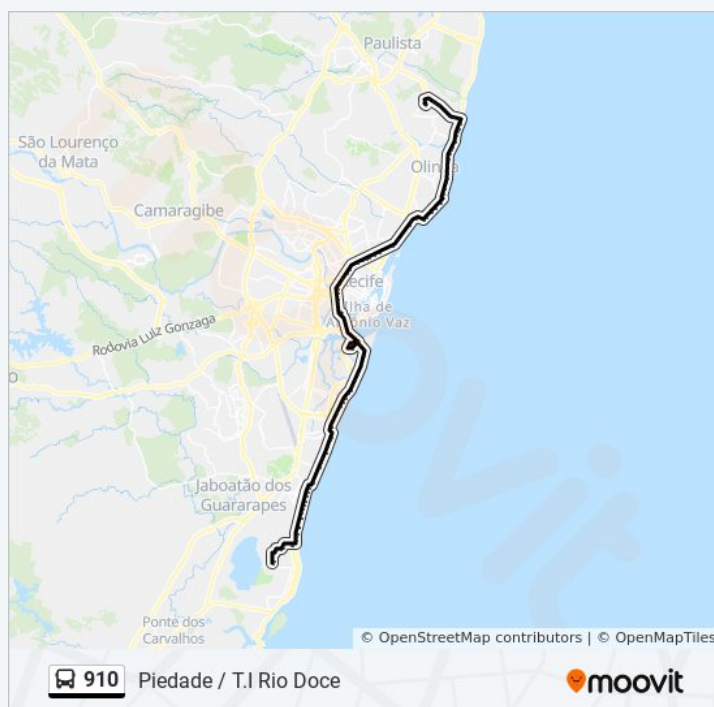 Paulista
São Lourenço
da Mata
Olinda
Camaragibe
Recife
Ilha de
Antônio Vaz
Rodovia Luiz Gonzaga
Jaboatão dos
Guararapes
Ponte dos
Carvalhos
© OpenStreetMap contributors | © OpenMapTiles
910 Piedade / T.I Rio Doce
moovit